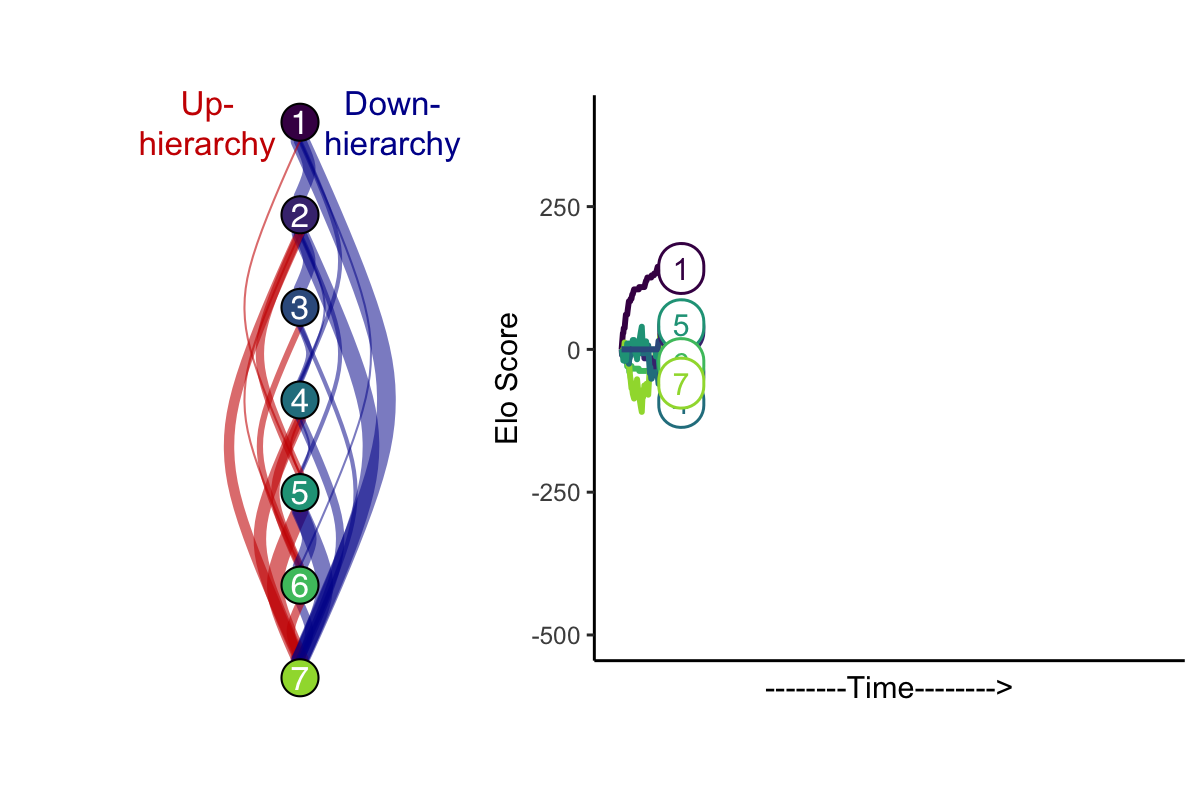 Up-
hierarchy
Down-
hierarchy
1
2
3
4
5
6
7
Elo Score
250
0
-250
-500
1
5
7
--------Time-------->